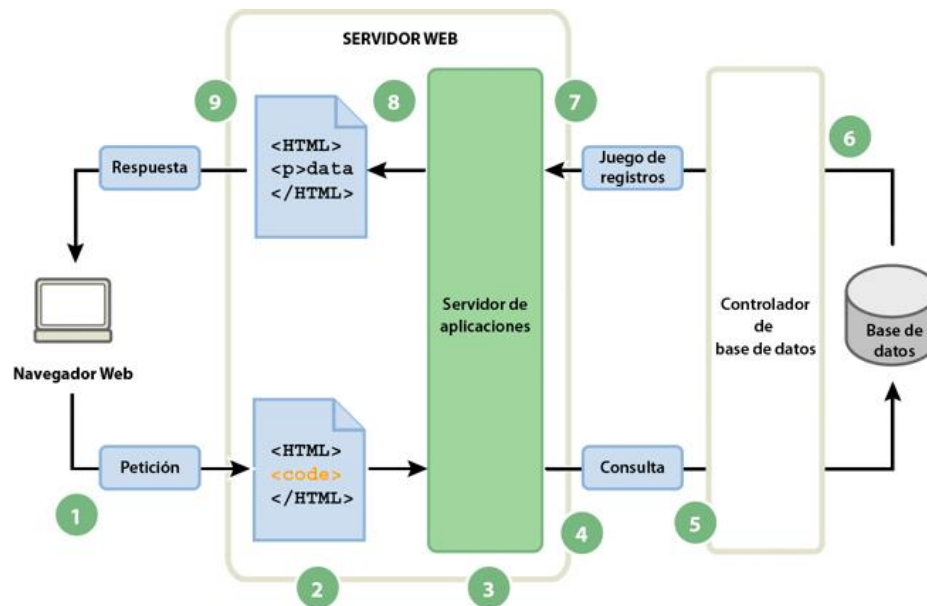 SERVIDOR WEB
9
8
7
6
Respuesta
<HTML>
<p>data
</HTML>
Juego de
registros
Servidor de
aplicaciones
Controlador
de
base de datos
Base de
datos
Navegador Web
Petición
<HTML>
<code>
</HTML>
Consulta
1
2
3
4
5